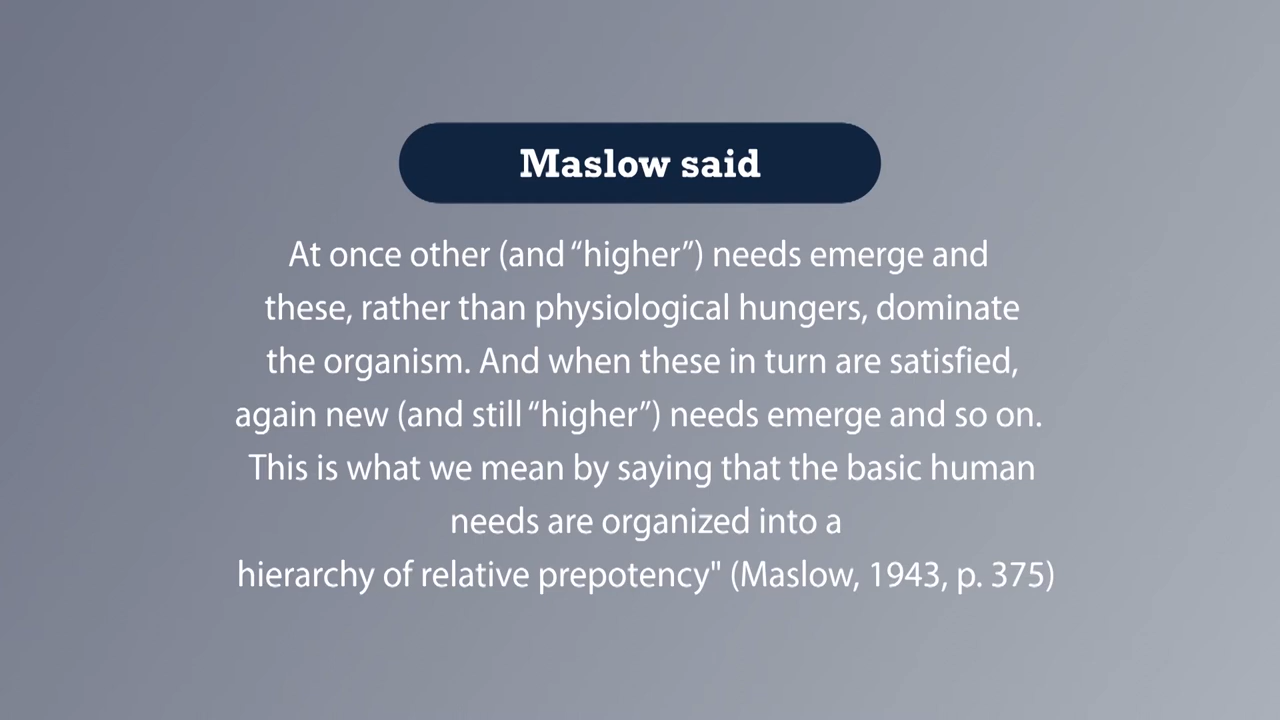 Maslow said
At once other (and “higher”) needs emerge and
these, rather than physiological hungers, dominate
the organism. And when these in turn are satisfied,
again new (and still “higher”) needs emerge and so on.
This is what we mean by saying that the basic human
needs are organized into a
hierarchy of relative prepotency" (Maslow, 1943, p. 375)